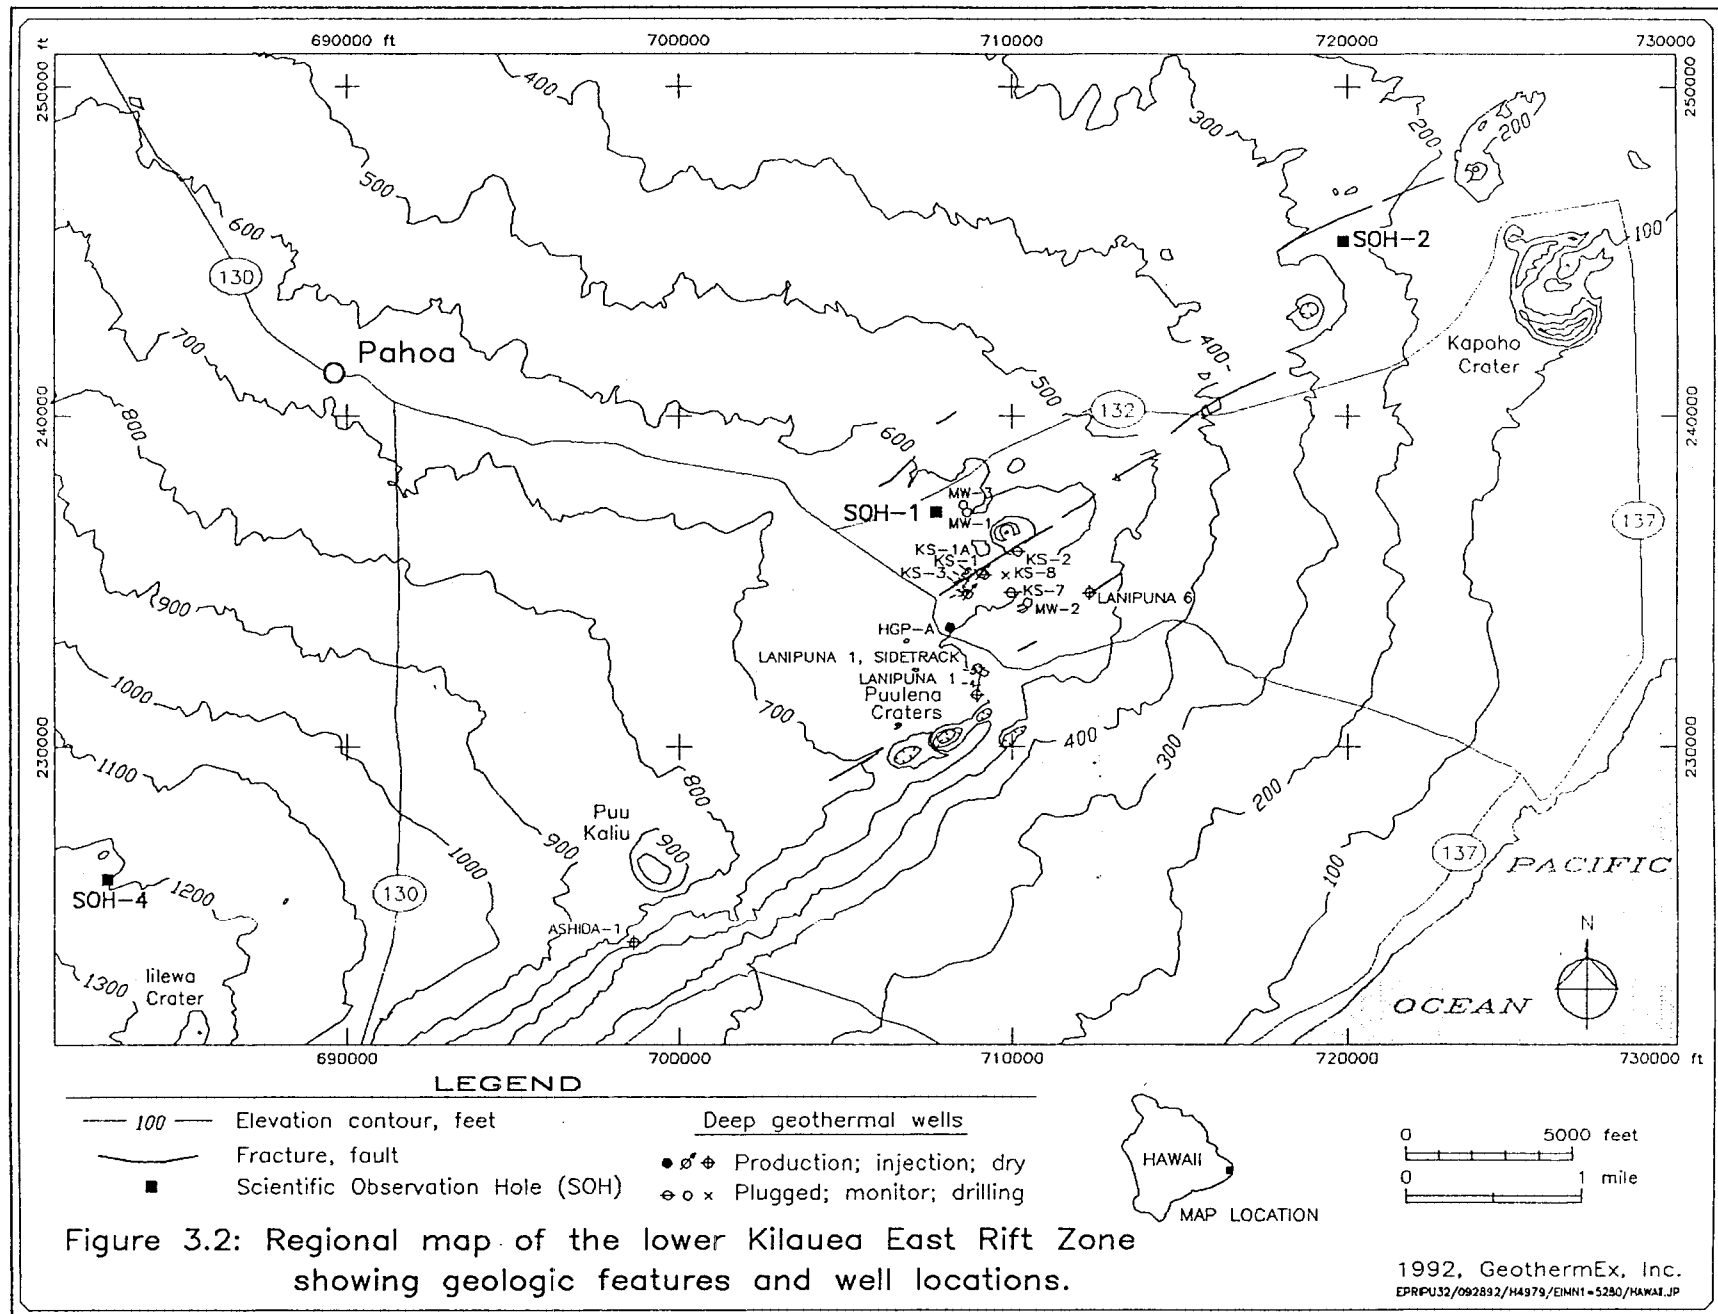 690000 ft
700000
710000
720000
730000
250000 ft
250000
400
300
200
200
500
600
100
130
SOH-2
Kapoho
Crater
700
Pahoa
400
500
132
240000
240000
800
600
MW-3
SOH-1
MW-1
137
KS-1A
KS-2
KS-1
KS-3
KS-8
KS-7
MW-2
LANIPUNA 6
900
HGP-A
LANIPUNA 1, SIDETRACK
LANIPUNA 1
Puulena
Craters
1000
700
400
300
230000
230000
1100
800
200
Puu
Kaliu
900
900
1000
100
137
PACIFIC
SOH-4
1200
130
ASHIDA-1
N
Iilewa
Crater
1300
OCEAN
690000
700000
710000
720000
730000 ft
LEGEND
100 Elevation contour, feet
Fracture, fault
Scientific Observation Hole (SOH)
Deep geothermal wells
Production; injection; dry
Plugged; monitor; drilling
HAWAII
MAP LOCATION
0 5000 feet
0 1 mile
Figure 3.2: Regional map of the lower Kilauea East Rift Zone
showing geologic features and well locations.
1992, GeothermEx, Inc.
EPRIPU32/092892/H4979/EIMN1=5280/HAWAI.JP